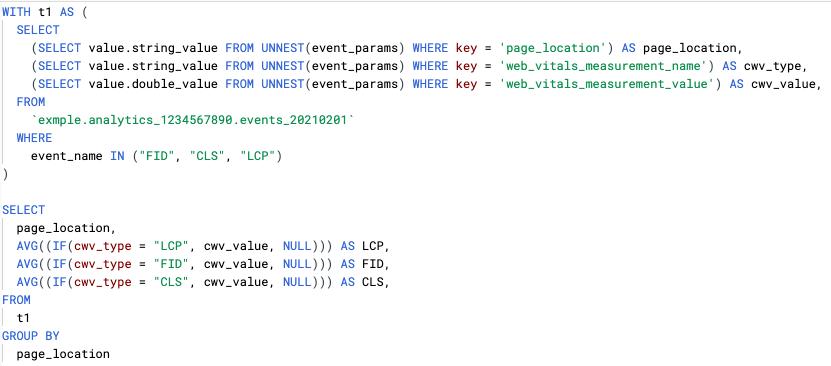 WITH t1 AS (
SELECT
(SELECT value.string_value FROM UNNEST(event_params) WHERE key = 'page_location') AS page_location,
(SELECT value.string_value FROM UNNEST(event_params) WHERE key = 'web_vitals_measurement_name') AS cwv_type,
(SELECT value.double_value FROM UNNEST(event_params) WHERE key = 'web_vitals_measurement_value') AS cwv_value,
FROM
`exmple.analytics_1234567890.events_20210201`
WHERE
event_name IN ("FID", "CLS", "LCP")
)
SELECT
page_location,
AVG((IF(cwv_type = "LCP", cwv_value, NULL))) AS LCP,
AVG((IF(cwv_type = "FID", cwv_value, NULL))) AS FID,
AVG((IF(cwv_type = "CLS", cwv_value, NULL))) AS CLS,
FROM
t1
GROUP BY
page_location